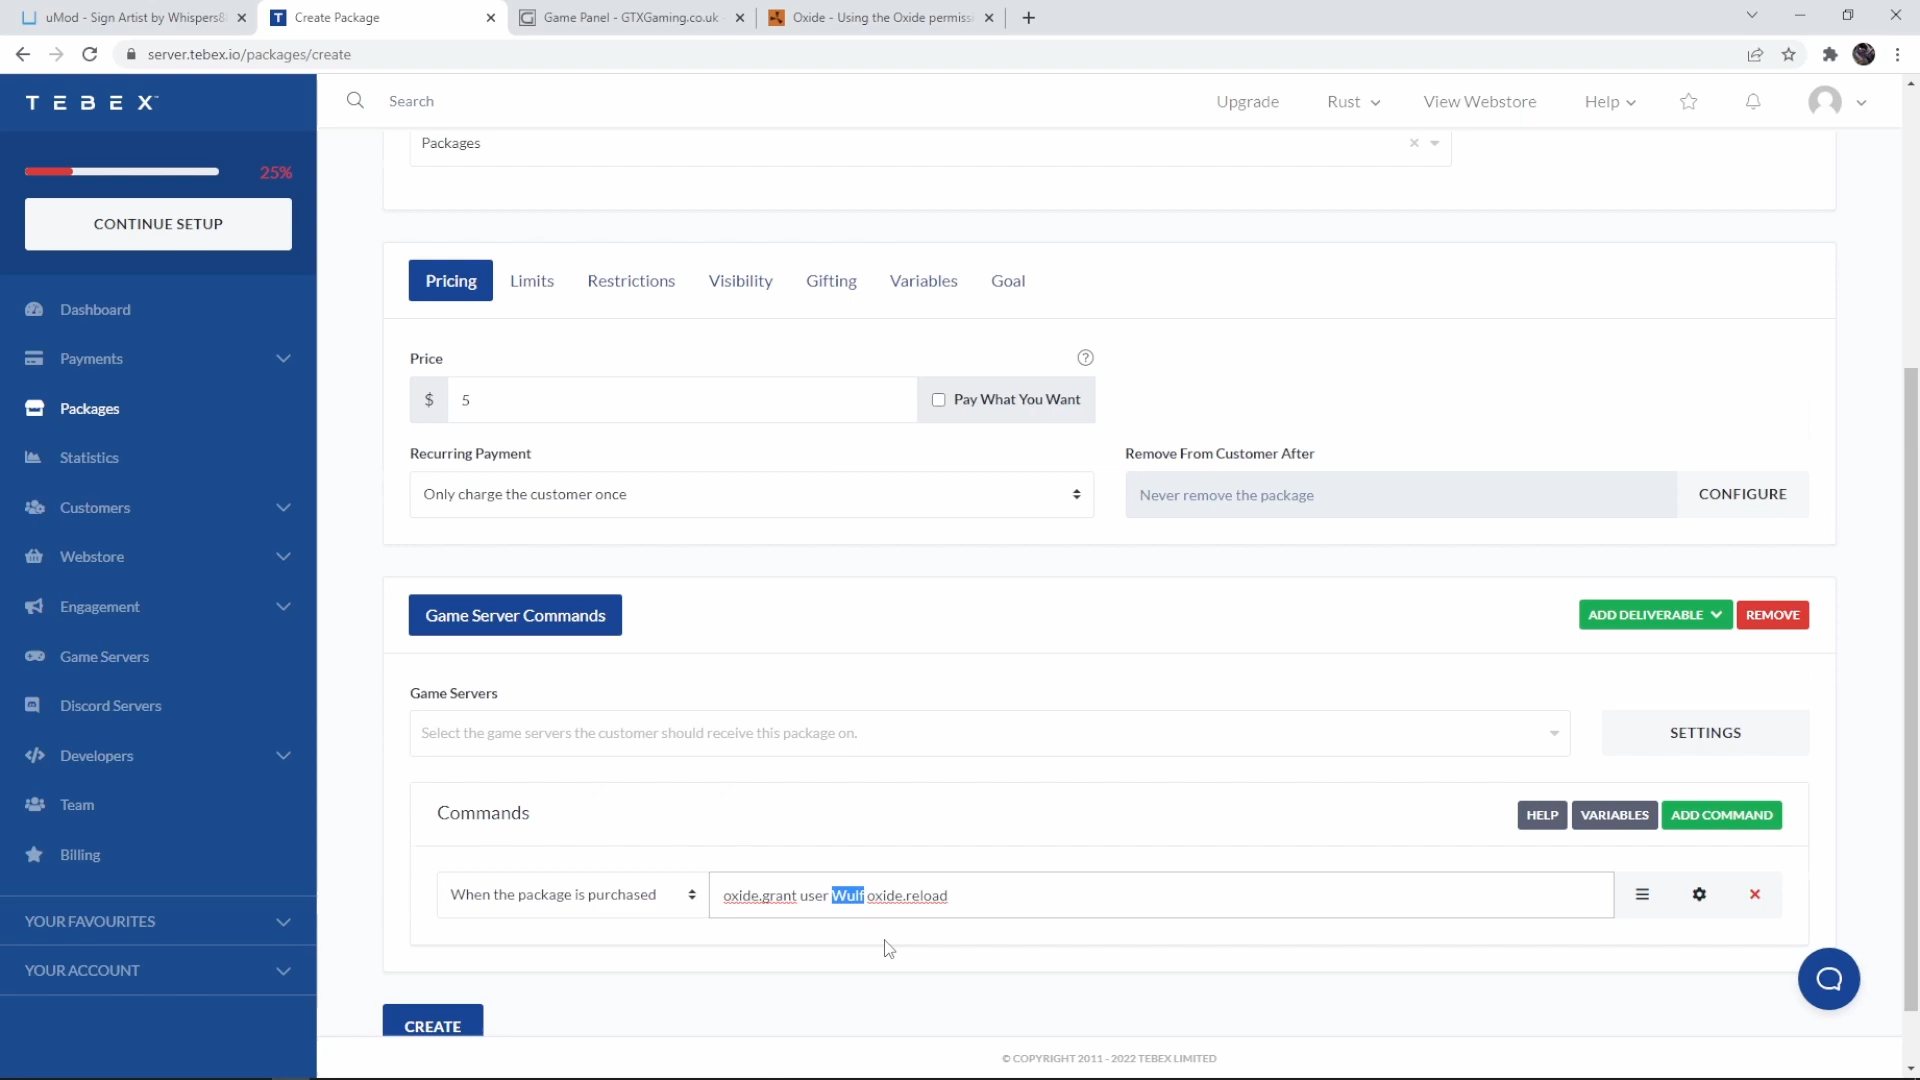 uMod - Sign Artist by Whispers8
Create Package
Game Panel - GTXGaming.co.uk -
Oxide - Using the Oxide permiss
server.tebex.io/packages/create
TEBEX™
Search
Upgrade
Rust
View Webstore
Help
25%
CONTINUE SETUP
Dashboard
Payments
Packages
Statistics
Customers
Webstore
Engagement
Game Servers
Discord Servers
Developers
Team
Billing
YOUR FAVOURITES
YOUR ACCOUNT
Packages
Pricing
Limits
Restrictions
Visibility
Gifting
Variables
Goal
Price
$
5
Pay What You Want
Recurring Payment
Only charge the customer once
Remove From Customer After
Never remove the package
CONFIGURE
Game Server Commands
ADD DELIVERABLE
REMOVE
Game Servers
Select the game servers the customer should receive this package on.
SETTINGS
Commands
HELP
VARIABLES
ADD COMMAND
When the package is purchased
oxide.grant user Wulf oxide.reload
CREATE
© COPYRIGHT 2011 - 2022 TEBEX LIMITED